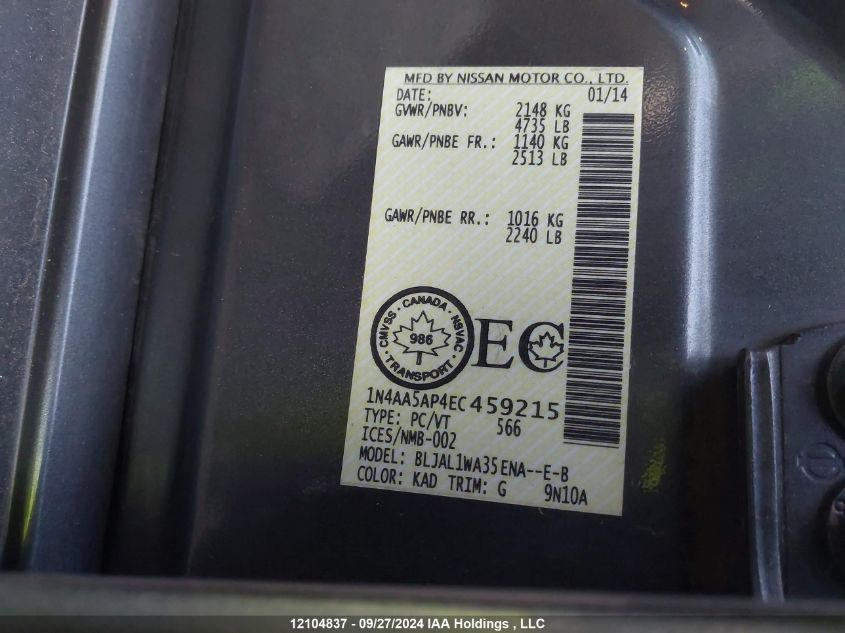 MFD BY NISSAN MOTOR CO., LTD.
DATE: 01/14
GVWR/PNBV: 2148 KG
4735 LB
GAWR/PNBE FR.: 1140 KG
2513 LB
GAWR/PNBE RR.: 1016 KG
2240 LB
CMVSS · CANADA · NSVAC
986
· TRANSPORT ·
EC
1N4AA5AP4EC459215
TYPE: PC/VT 566
ICES/NMB-002
MODEL: BLJAL1WA35ENA--E-B
COLOR: KAD TRIM: G 9N10A
12104837 - 09/27/2024 IAA Holdings , LLC